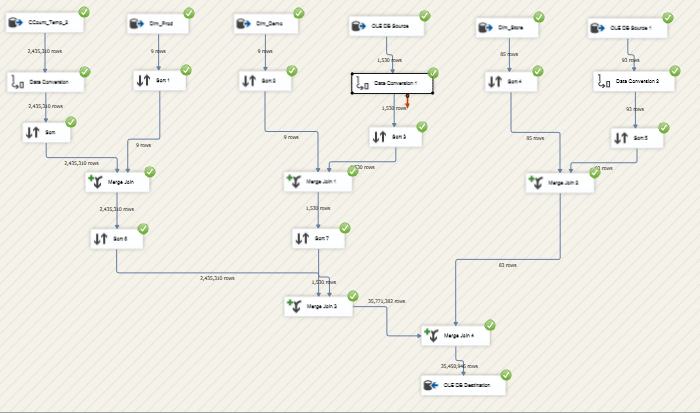 CCount_Temp_2
Dim_Prod
Dim_Demo
OLE DB Source
Dim_Store
OLE DB Source 1
2,435,310 rows
9 rows
9 rows
1,530 rows
85 rows
93 rows
Data Conversion
Sort 1
Sort 2
Data Conversion 1
Sort 4
Data Conversion 2
2,435,310 rows
1,530 rows
93 rows
Sort
Sort 3
Sort 5
9 rows
9 rows
85 rows
2,435,310 rows
530 rows
93 rows
Merge Join
Merge Join 1
Merge Join 2
2,435,310 rows
1,530 rows
Sort 6
Sort 7
83 rows
2,435,310 rows
1,530 rows
Merge Join 3
35,771,382 rows
Merge Join 4
OLE DB Destination